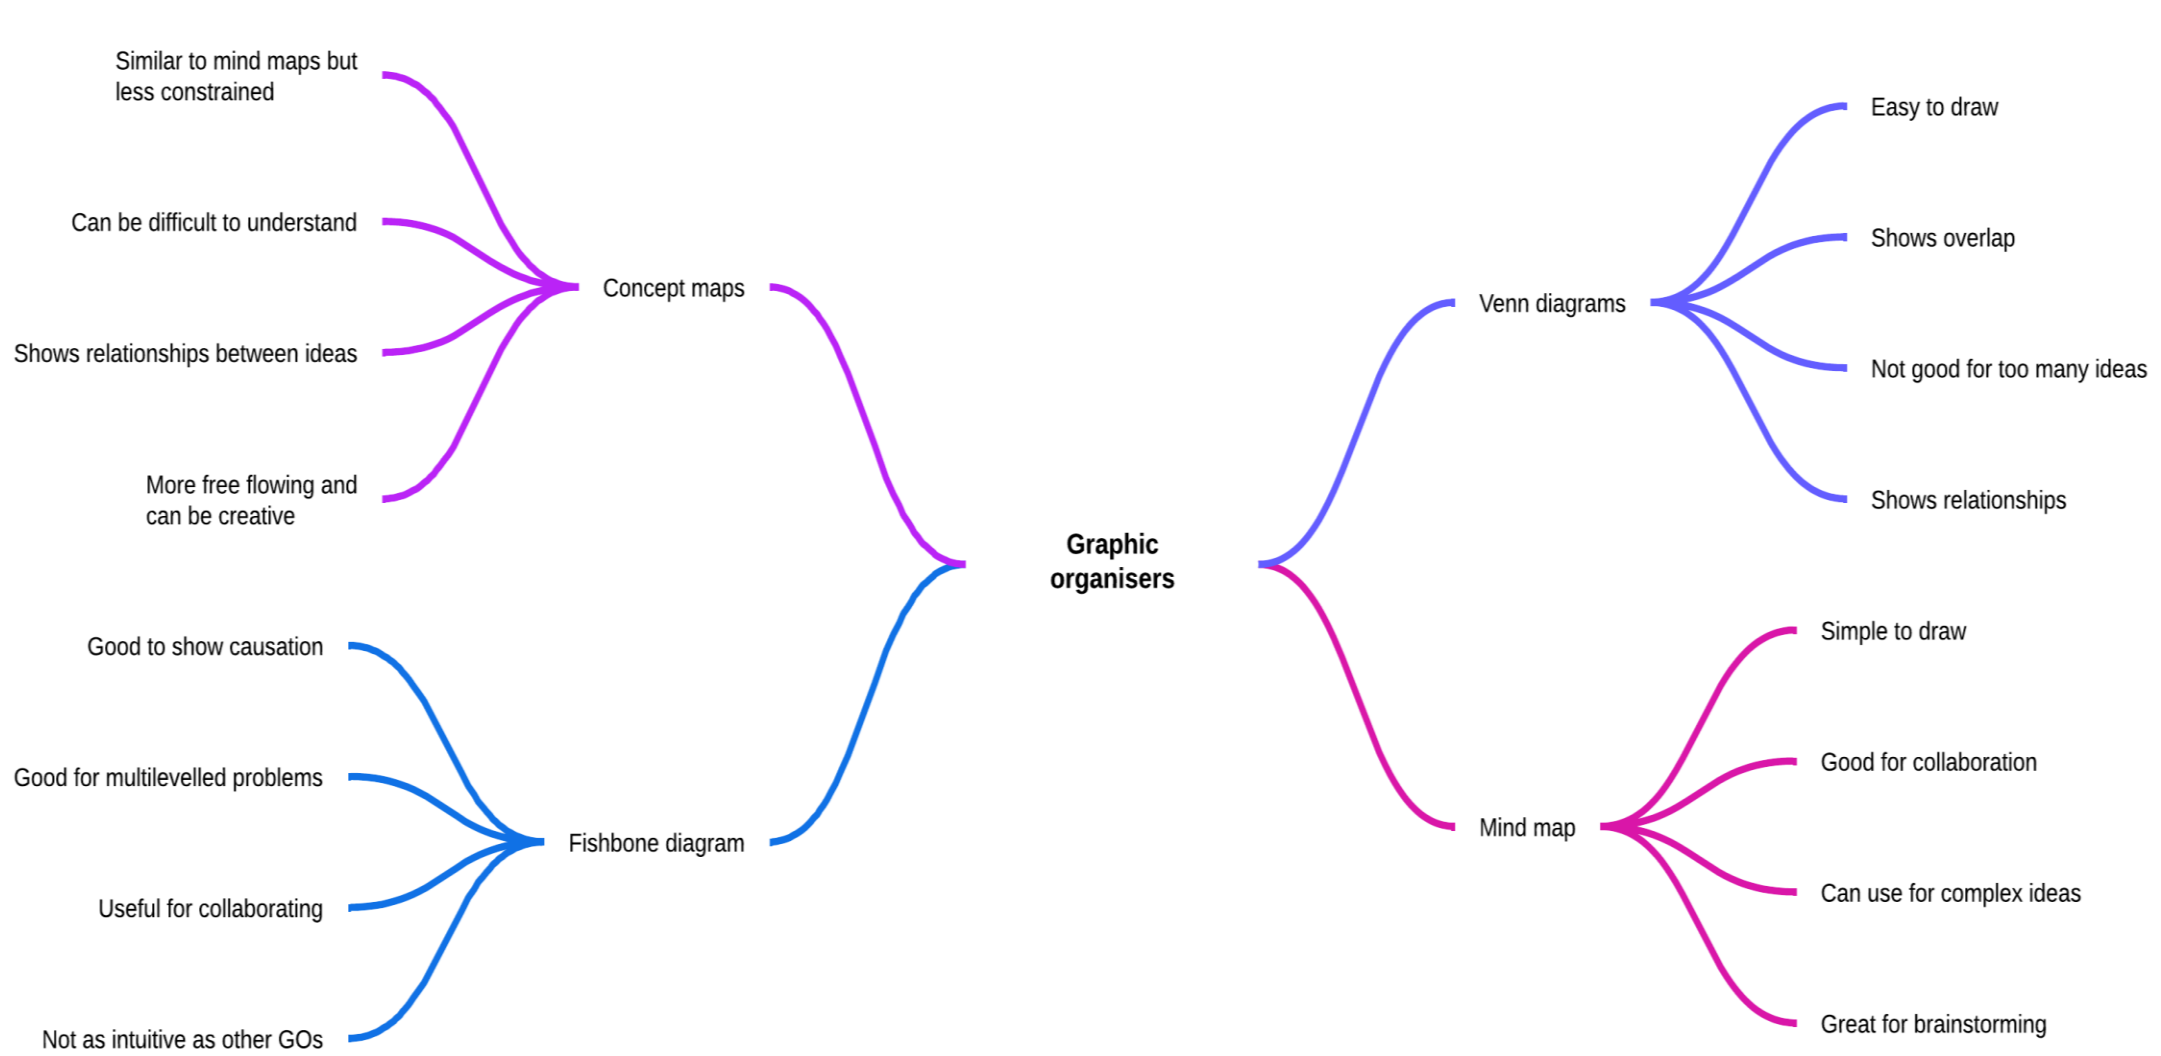 Graphic
organisers
Concept maps
Similar to mind maps but
less constrained
Can be difficult to understand
Shows relationships between ideas
More free flowing and
can be creative
Fishbone diagram
Good to show causation
Good for multilevelled problems
Useful for collaborating
Not as intuitive as other GOs
Venn diagrams
Easy to draw
Shows overlap
Not good for too many ideas
Shows relationships
Mind map
Simple to draw
Good for collaboration
Can use for complex ideas
Great for brainstorming